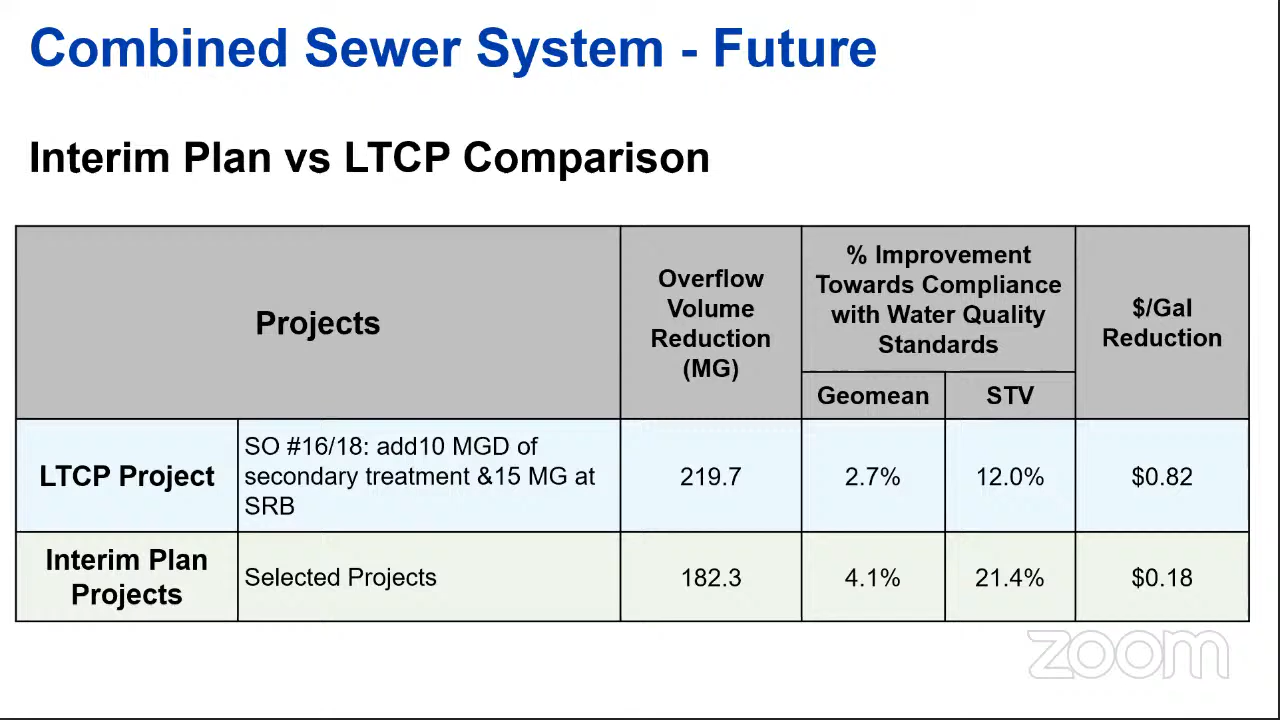 Combined Sewer System - Future
Interim Plan vs LTCP Comparison
Projects
Overflow
Volume
Reduction
(MG)
% Improvement
Towards Compliance
with Water Quality
Standards
$/Gal
Reduction
Geomean
STV
LTCP Project
SO #16/18: add10 MGD of
secondary treatment &15 MG at
SRB
219.7
2.7%
12.0%
$0.82
Interim Plan
Projects
Selected Projects
182.3
4.1%
21.4%
$0.18
zoom